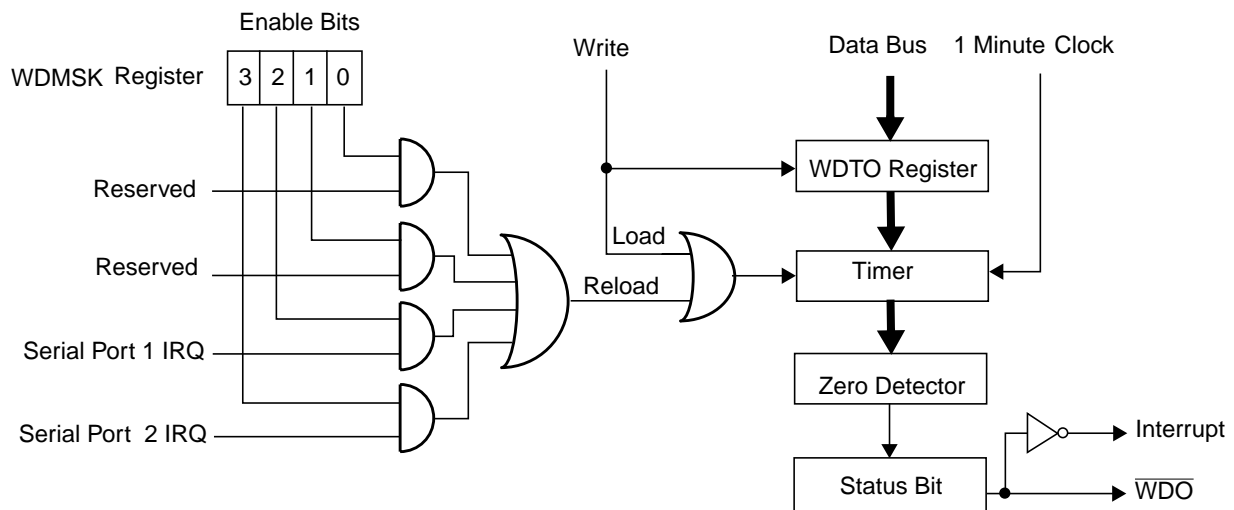 Enable Bits
WDMSK Register
3 2 1 0
Write
Data Bus
1 Minute Clock
WDTO Register
Reserved
Load
Reserved
Timer
Reload
Serial Port 1 IRQ
Zero Detector
Serial Port 2 IRQ
Interrupt
Status Bit
WDO